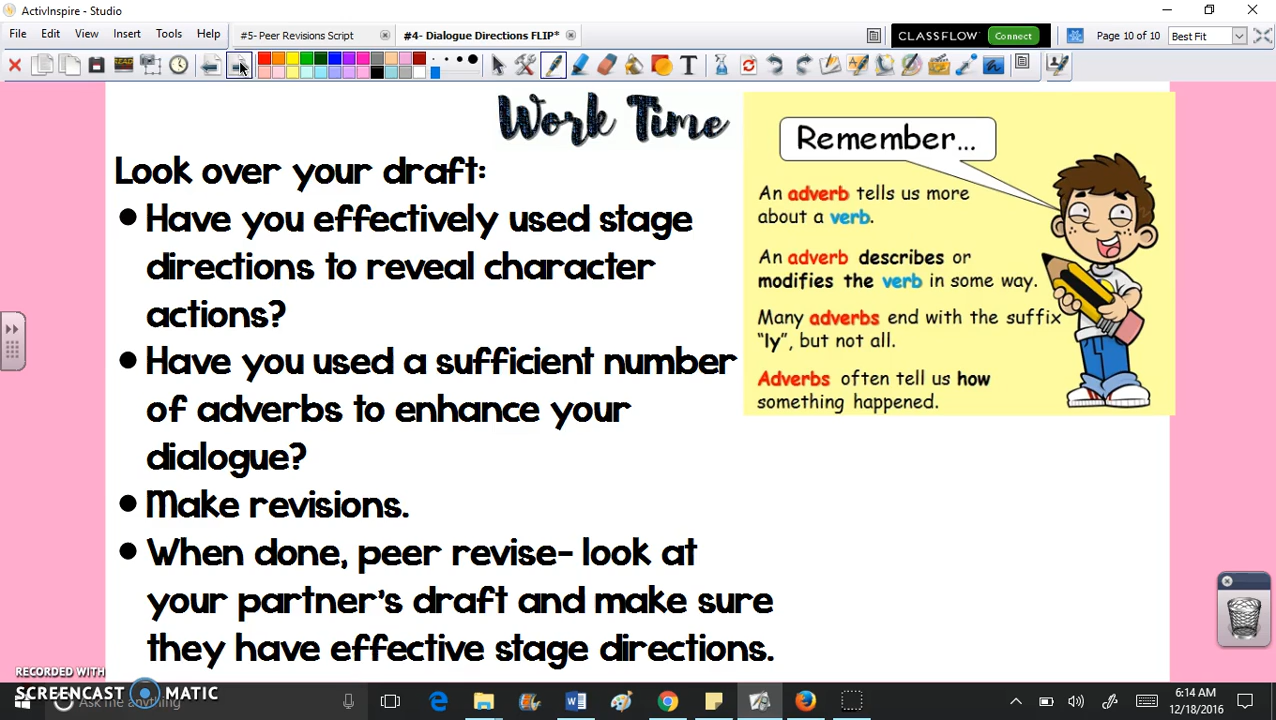 ActivInspire - Studio
File Edit View Insert Tools Help
#5- Peer Revisions Script
#4- Dialogue Directions FLIP*
CLASSFLOW Connect
Page 10 of 10
Best Fit
READ
Work Time
Look over your draft:
• Have you effectively used stage
directions to reveal character
actions?
• Have you used a sufficient number
of adverbs to enhance your
dialogue?
• Make revisions.
• When done, peer revise- look at
your partner's draft and make sure
they have effective stage directions.
Remember...
An adverb tells us more
about a verb.
An adverb describes or
modifies the verb in some way.
Many adverbs end with the suffix
"ly", but not all.
Adverbs often tell us how
something happened.
RECORDED WITH
SCREENCAST MATIC
Ask me anything
6:14 AM
12/18/2016